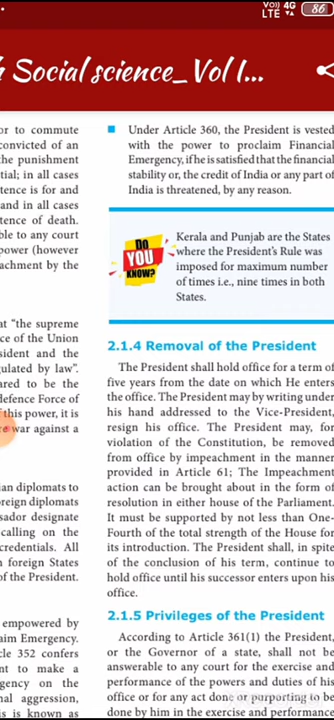 Vo))
LTE
4G
86
Social science_Vol I...
or to commute
convicted of an
the punishment
tial; in all cases
tence is for and
and in all cases
tence of death.
ble to any court
power (however
achment by the
at “the supreme
ce of the Union
sident and the
gulated by law”.
ared to be the
defence Force of
this power, it is
re war against a
ian diplomats to
oreign diplomats
sador designate
calling on the
credentials. All
foreign States
of the President.
empowered by
aim Emergency.
cle 352 confers
nt to make a
gency on the
nal aggression,
is is known as
■ Under Article 360, the President is vested
with the power to proclaim Financial
Emergency, if he is satisfied that the financial
stability or, the credit of India or any part of
India is threatened, by any reason.
DO
YOU
KNOW?
Kerala and Punjab are the States
where the President’s Rule was
imposed for maximum number
of times i.e., nine times in both
States.
2.1.4 Removal of the President
The President shall hold office for a term of
five years from the date on which He enters
the office. The President may by writing under
his hand addressed to the Vice-President,
resign his office. The President may, for
violation of the Constitution, be removed
from office by impeachment in the manner
provided in Article 61; The Impeachment
action can be brought about in the form of
resolution in either house of the Parliament.
It must be supported by not less than One-
Fourth of the total strength of the House for
its introduction. The President shall, in spite
of the conclusion of his term, continue to
hold office until his successor enters upon his
office.
2.1.5 Privileges of the President
According to Article 361(1) the President,
or the Governor of a state, shall not be
answerable to any court for the exercise and
performance of the powers and duties of his
office or for any act done or purporting to be
done by him in the exercise and performance